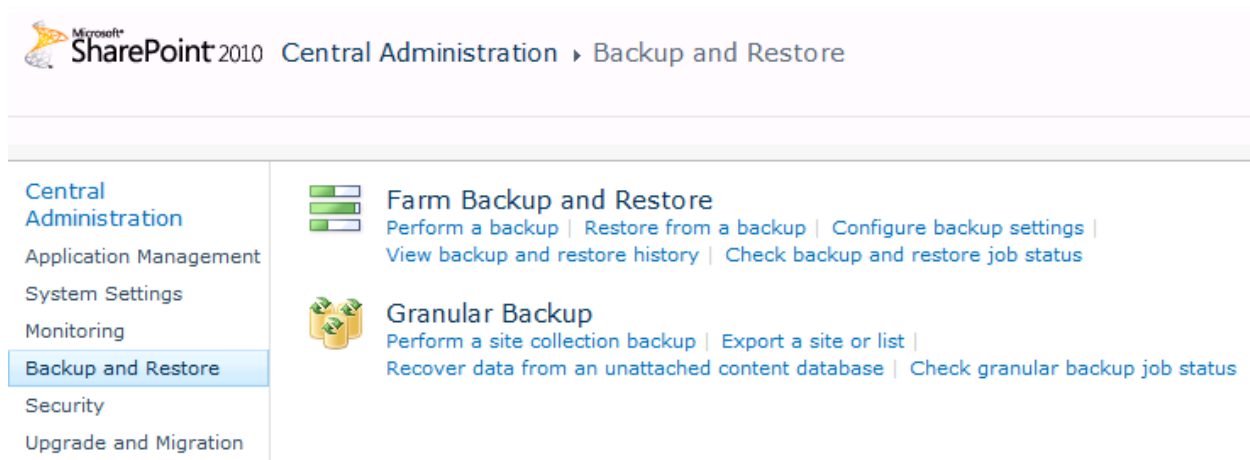 Microsoft®
SharePoint 2010 Central Administration ▸ Backup and Restore
Central
Administration
Application Management
System Settings
Monitoring
Backup and Restore
Security
Upgrade and Migration
Farm Backup and Restore
Perform a backup | Restore from a backup | Configure backup settings |
View backup and restore history | Check backup and restore job status
Granular Backup
Perform a site collection backup | Export a site or list |
Recover data from an unattached content database | Check granular backup job status